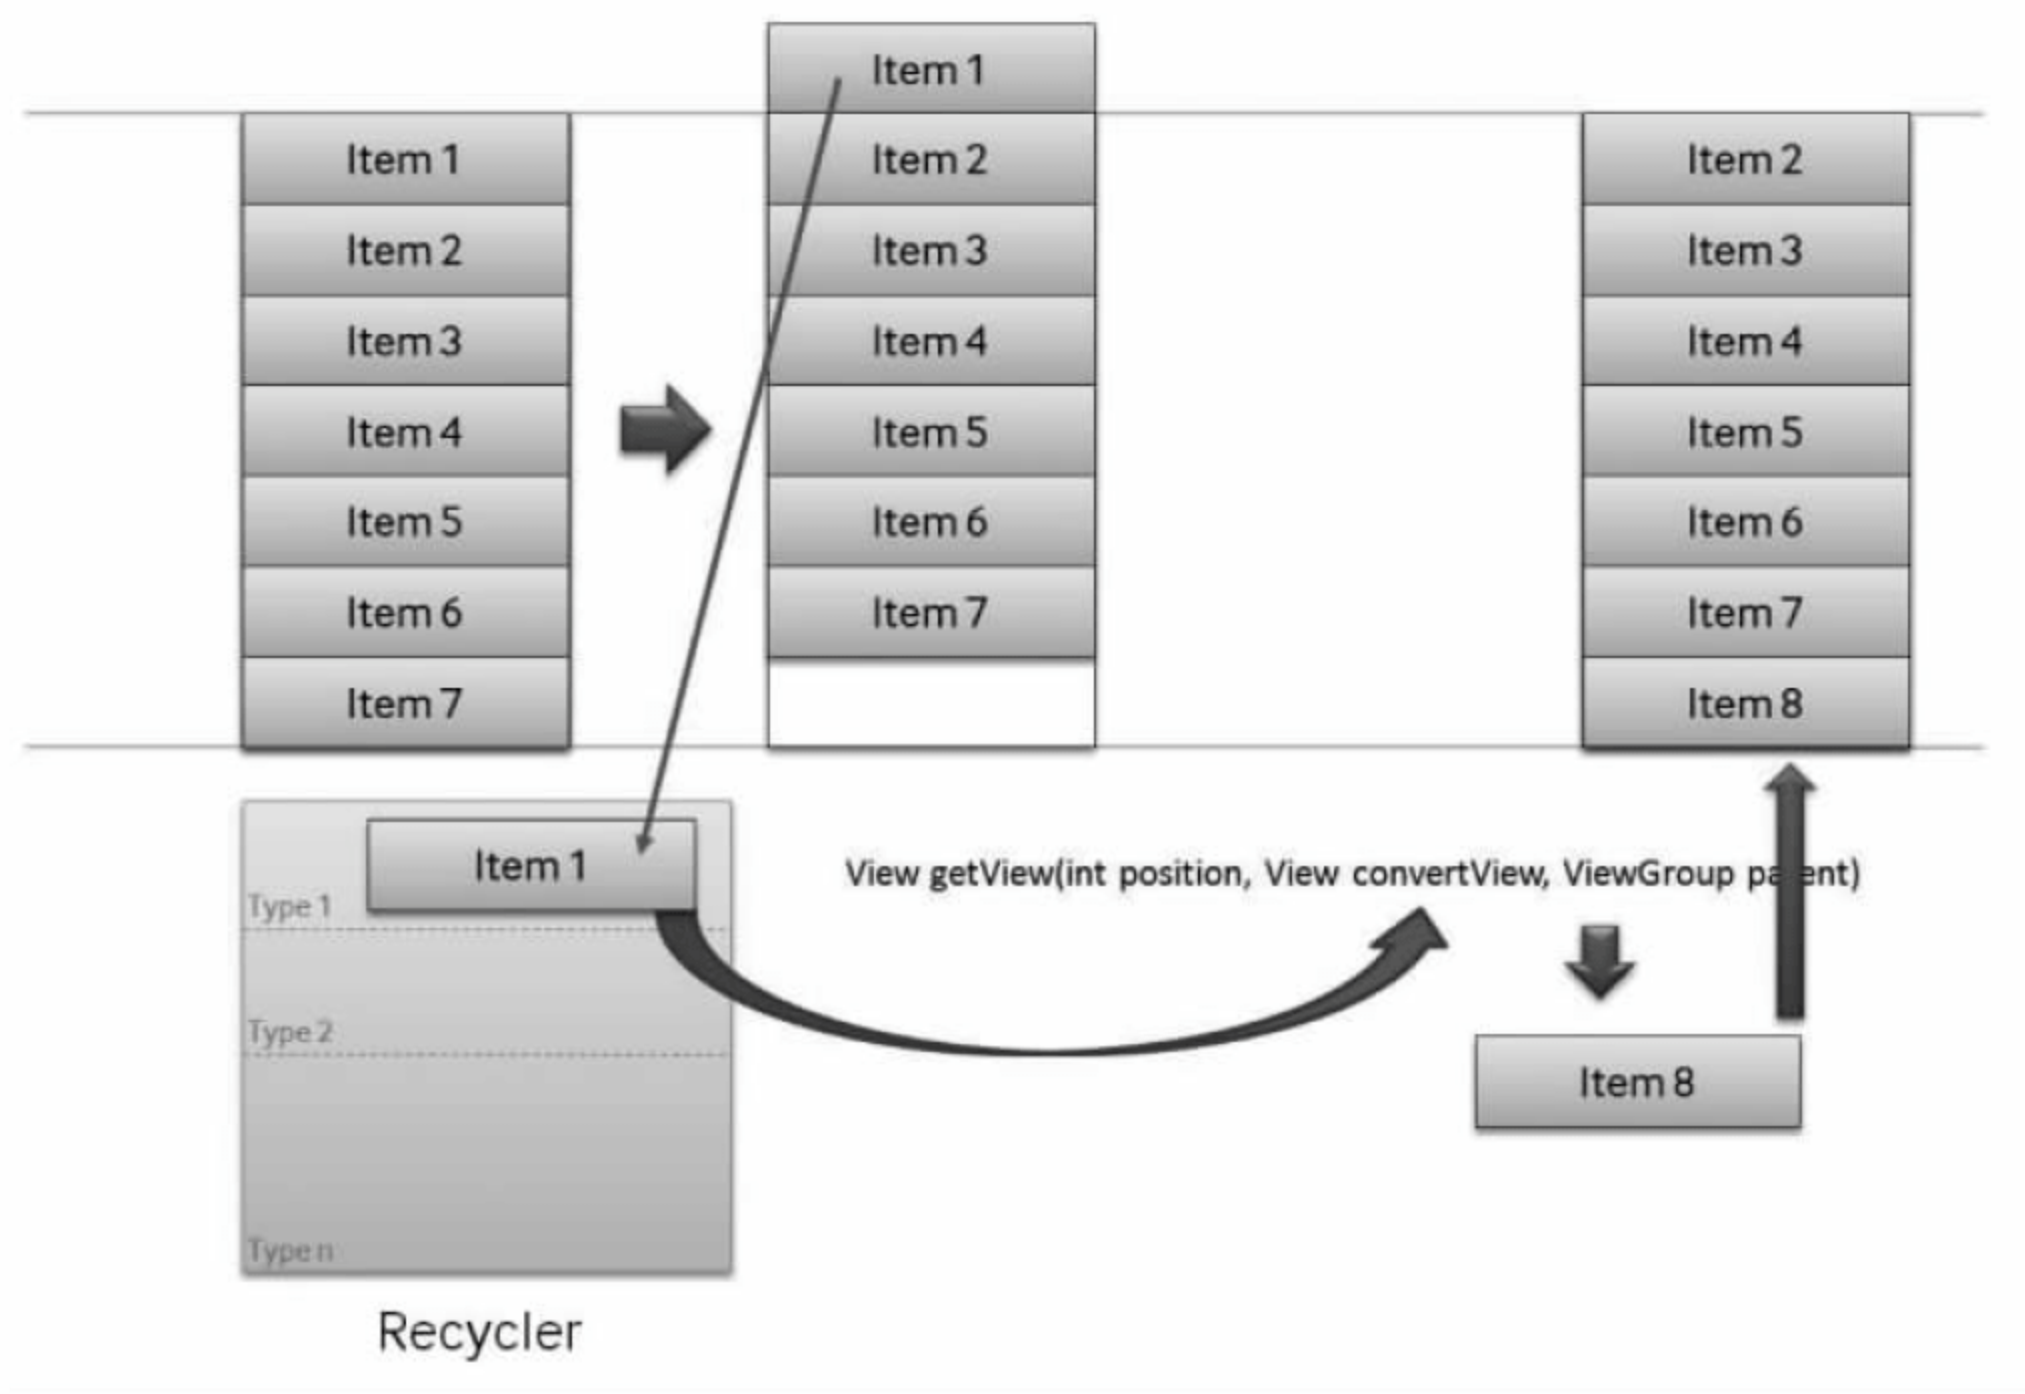 Item 1
Item 2
Item 3
Item 4
Item 5
Item 6
Item 7
Item 1
Item 2
Item 3
Item 4
Item 5
Item 6
Item 7
Item 2
Item 3
Item 4
Item 5
Item 6
Item 7
Item 8
Item 1
Type 1
Type 2
Type n
Recycler
View getView(int position, View convertView, ViewGroup parent)
Item 8